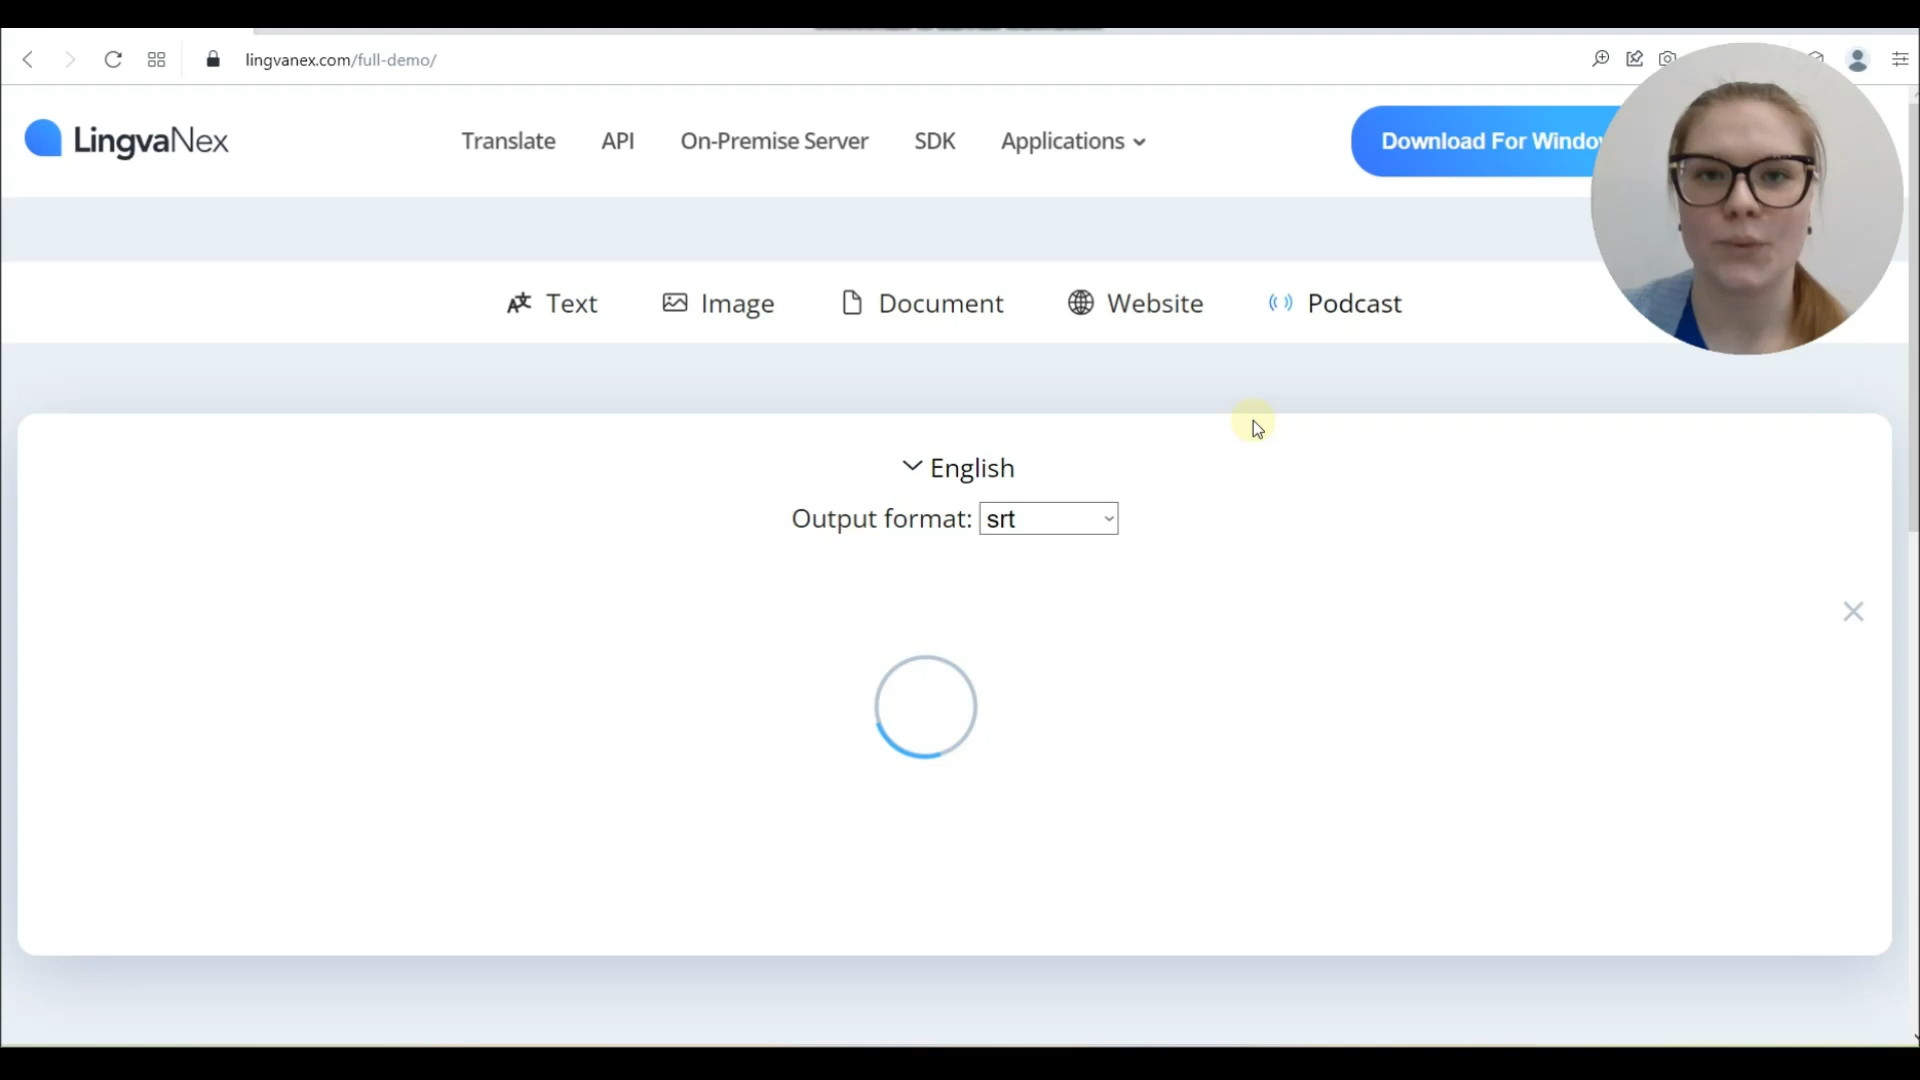 lingvanex.com/full-demo/
LingvaNex
Translate
API
On-Premise Server
SDK
Applications
Download For Windo
Text
Image
Document
Website
Podcast
English
Output format: srt